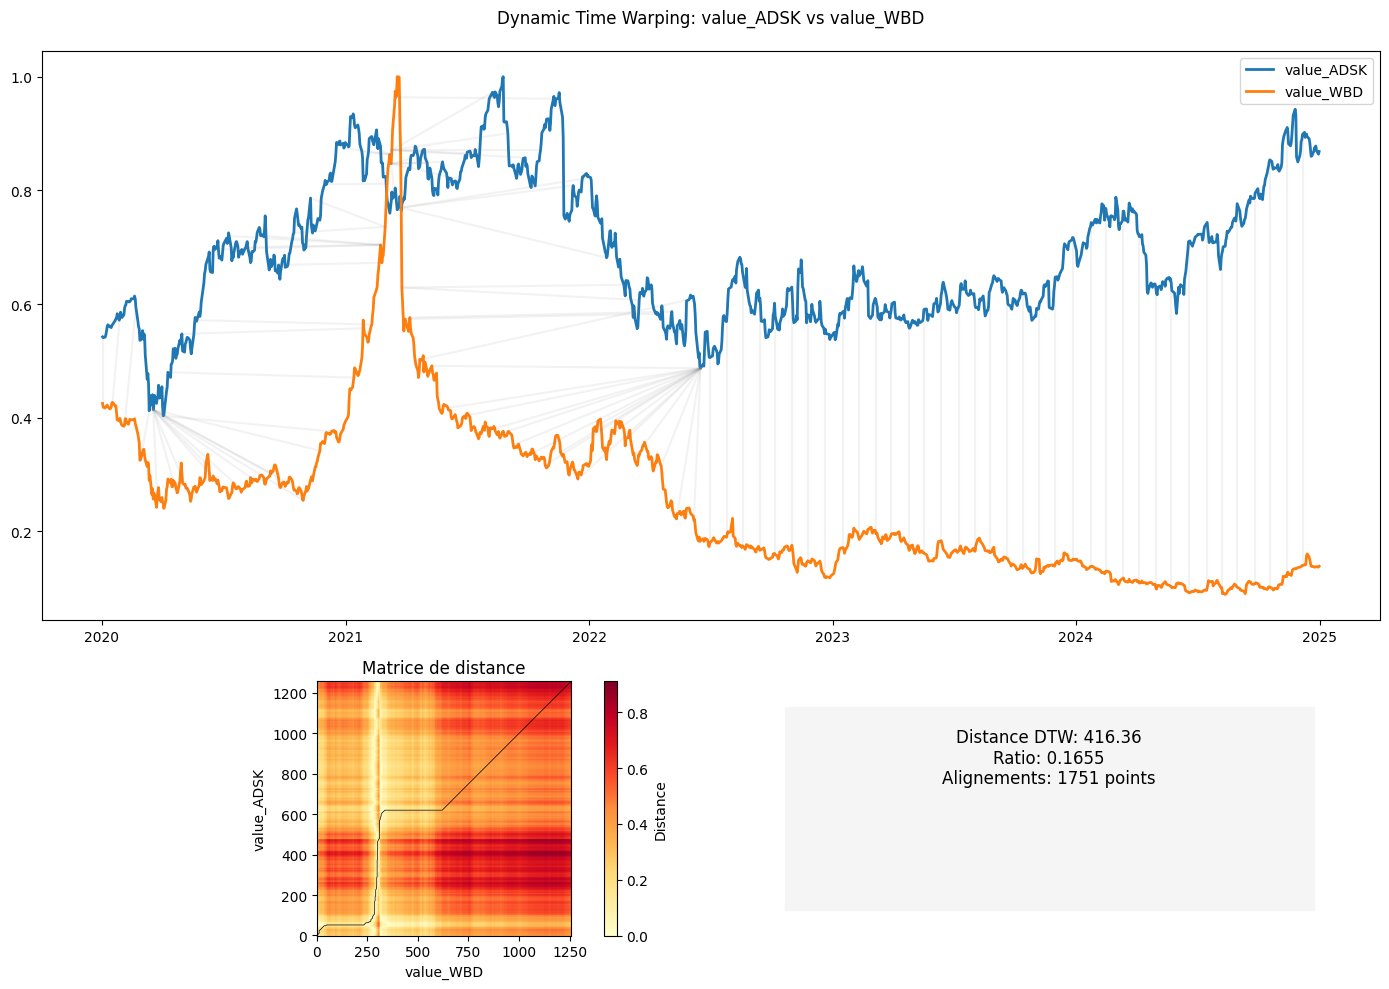 Dynamic Time Warping: value_ADSK vs value_WBD
value_ADSK
value_WBD
1.0
0.8
0.6
0.4
0.2
2020 2021 2022 2023 2024 2025
Matrice de distance
value_ADSK
1200
1000
800
600
400
200
0
0 250 500 750 1000 1250
value_WBD
0.8
0.6
0.4
0.2
0.0
Distance
Distance DTW: 416.36
Ratio: 0.1655
Alignements: 1751 points